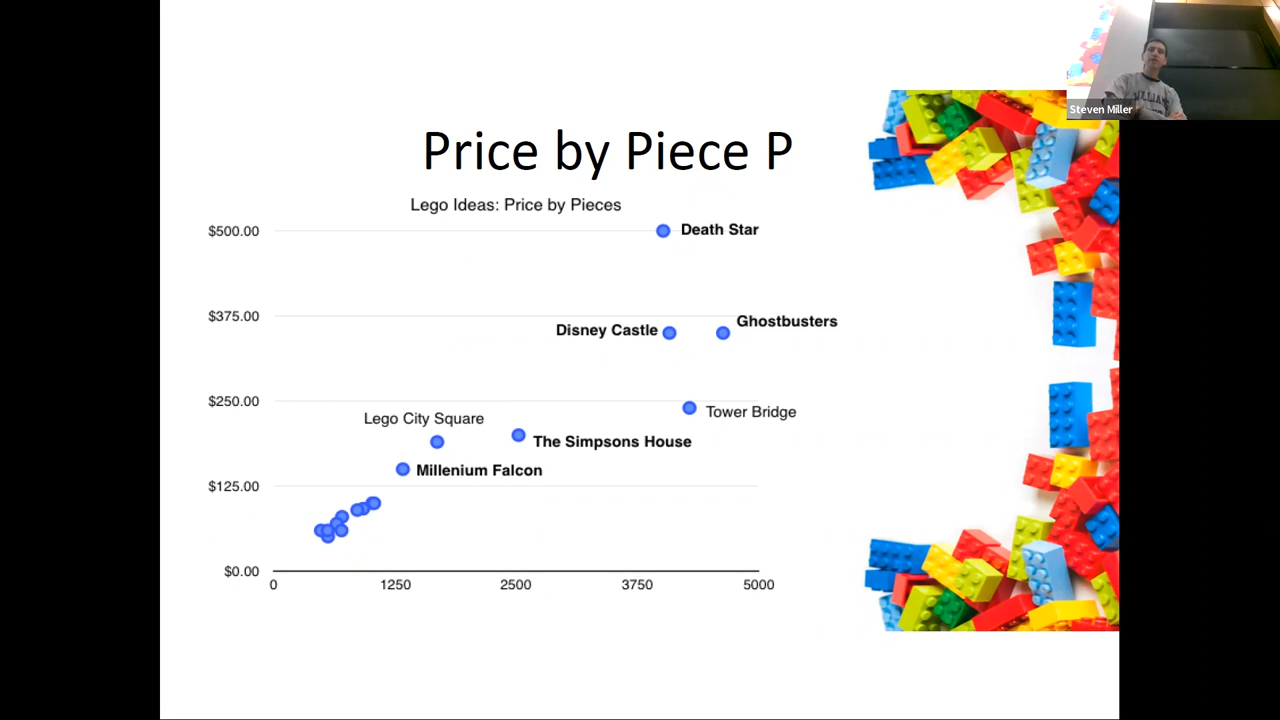 Steven Miller
Price by Piece P
Lego Ideas: Price by Pieces
$500.00
Death Star
$375.00
Ghostbusters
Disney Castle
$250.00
Lego City Square
Tower Bridge
The Simpsons House
Millenium Falcon
$125.00
$0.00
0 1250 2500 3750 5000